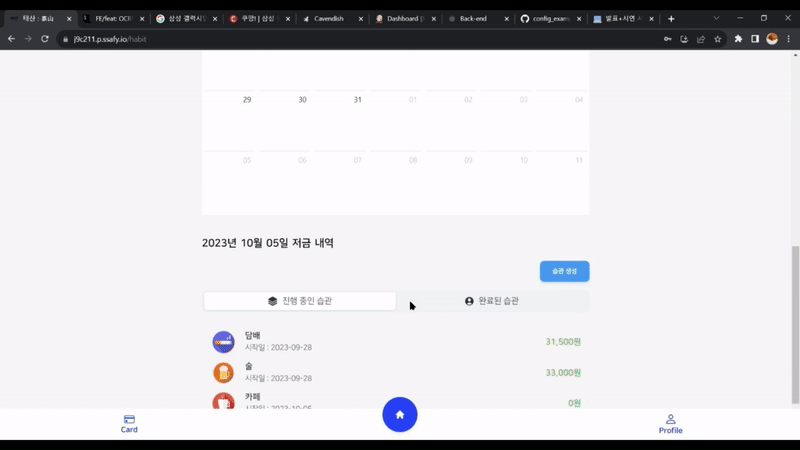 태산 : 泰山
FE/feat: OCR
삼성 갤럭시
쿠팡! | 삼성
Cavendish
Dashboard
Back-end
config_exam
발표+시연 시
j9c211.p.ssafy.io/habit
29 30 31 01 02 03 04
05 06 07 08 09 10 11
2023년 10월 05일 저금 내역
습관 생성
진행 중인 습관
완료된 습관
담배
시작일 : 2023-09-28
31,500원
술
시작일 : 2023-09-28
33,000원
카페
시작일 : 2023-10-05
0원
Card
Profile